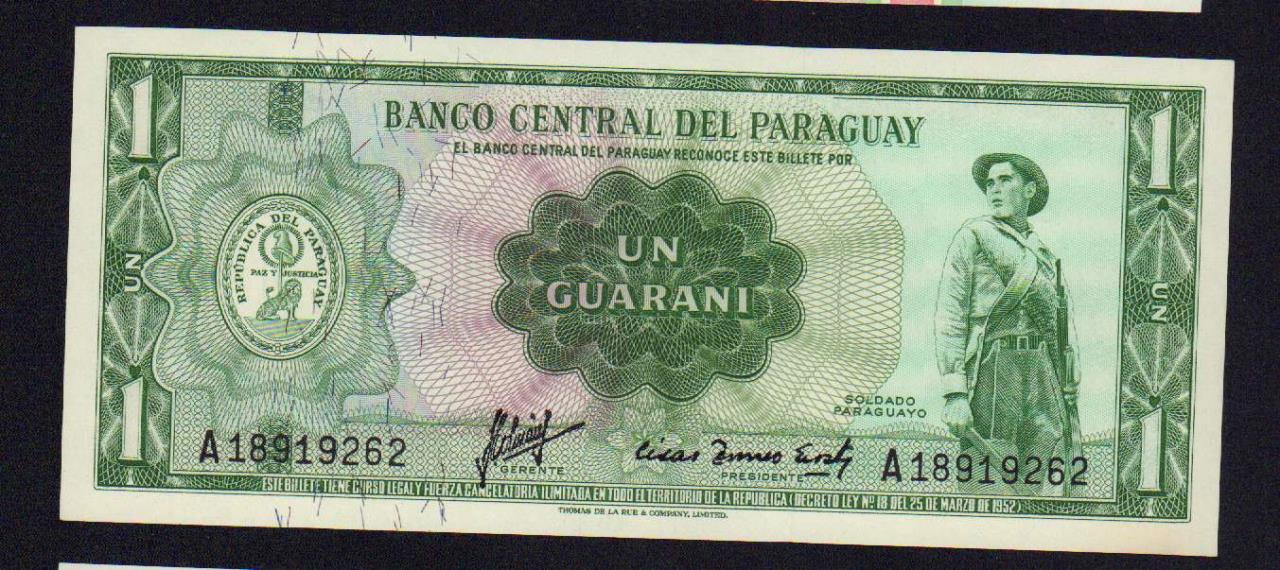 1
1
BANCO CENTRAL DEL PARAGUAY
EL BANCO CENTRAL DEL PARAGUAY RECONOCE ESTE BILLETE POR
REPUBLICA DEL PARAGUAY
PAZ Y JUSTICIA
UN
GUARANI
UN
UN
SOLDADO
PARAGUAYO
1
1
A18919262
GERENTE
PRESIDENTE
A18919262
ESTE BILLETE TIENE CURSO LEGAL Y FUERZA CANCELATORIA ILIMITADA EN TODO EL TERRITORIO DE LA REPUBLICA (DECRETO LEY Nº 18 DEL 25 DE MARZO DE 1952)
THOMAS DE LA RUE & COMPANY, LIMITED.